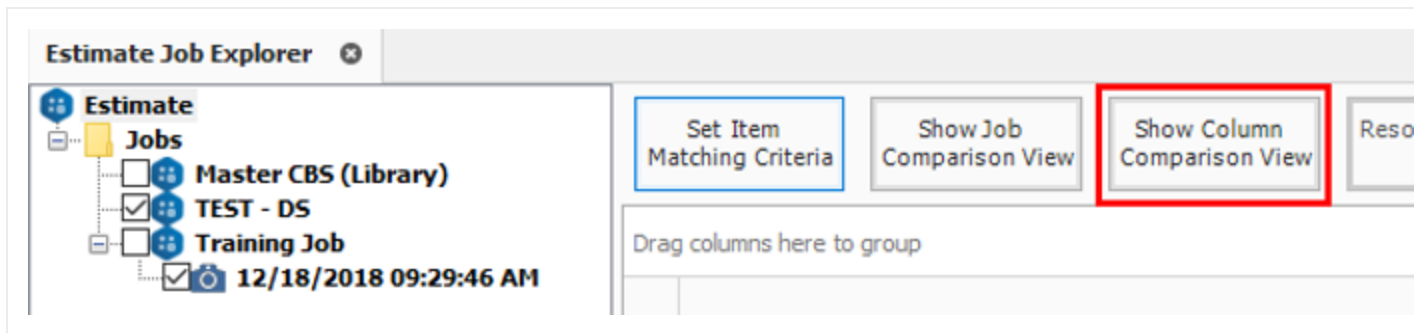 Estimate Job Explorer
Estimate
Jobs
Master CBS (Library)
TEST - DS
Training Job
12/18/2018 09:29:46 AM
Set Item
Matching Criteria
Show Job
Comparison View
Show Column
Comparison View
Reso
Drag columns here to group